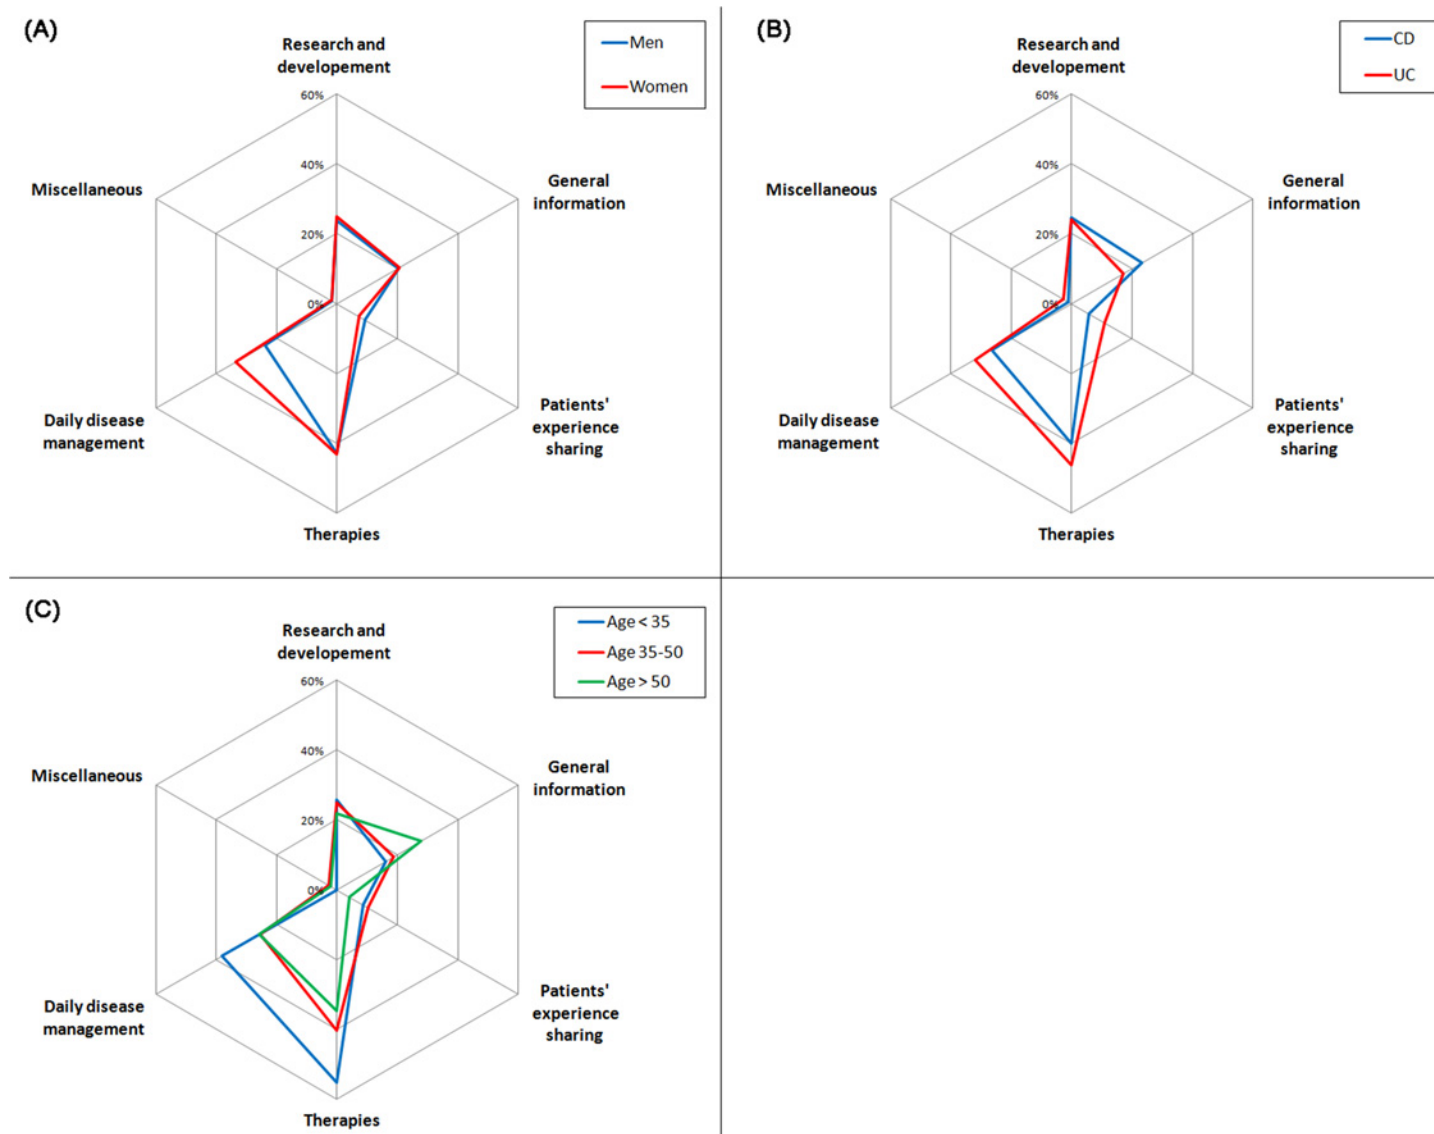 (A)
Men
Women
Research and
developement
60%
40%
20%
0%
General
information
Miscellaneous
Daily disease
management
Patients'
experience
sharing
Therapies
(B)
CD
UC
Research and
developement
60%
40%
20%
0%
General
information
Miscellaneous
Daily disease
management
Patients'
experience
sharing
Therapies
(C)
Age < 35
Age 35-50
Age > 50
Research and
developement
60%
40%
20%
0%
General
information
Miscellaneous
Daily disease
management
Patients'
experience
sharing
Therapies